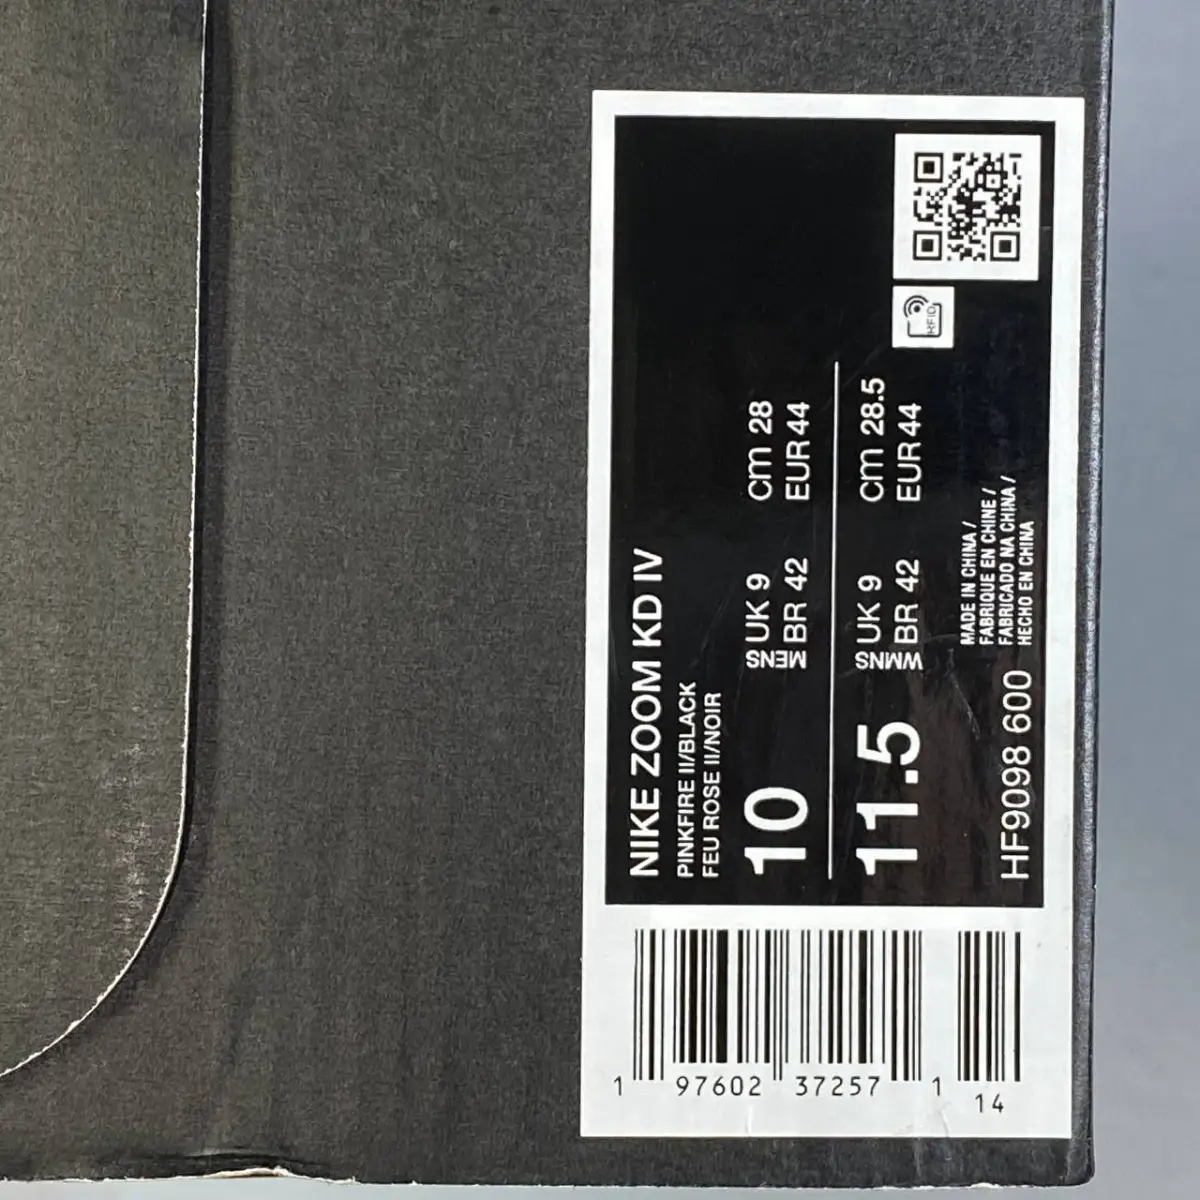 NIKE ZOOM KD IV
PINKFIRE II/BLACK
FEU ROSE II/NOIR
10
MENS
UK 9
BR 42
cm 28
EUR 44
11.5
WMNS
UK 9
BR 42
cm 28.5
EUR 44
HF9098 600
MADE IN CHINA /
FABRIQUE EN CHINE /
FABRICADO NA CHINA /
HECHO EN CHINA
RFID
1 97602 37257 1
14